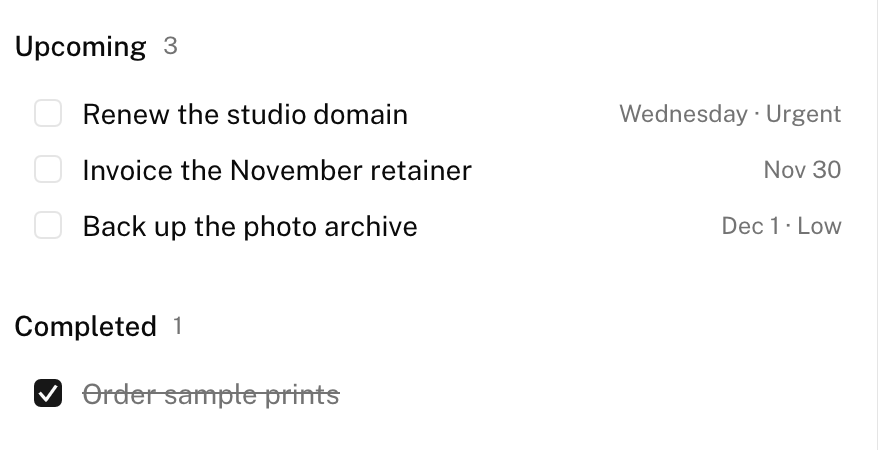 Upcoming 3
Renew the studio domain Wednesday · Urgent
Invoice the November retainer Nov 30
Back up the photo archive Dec 1 · Low
Completed 1
Order sample prints